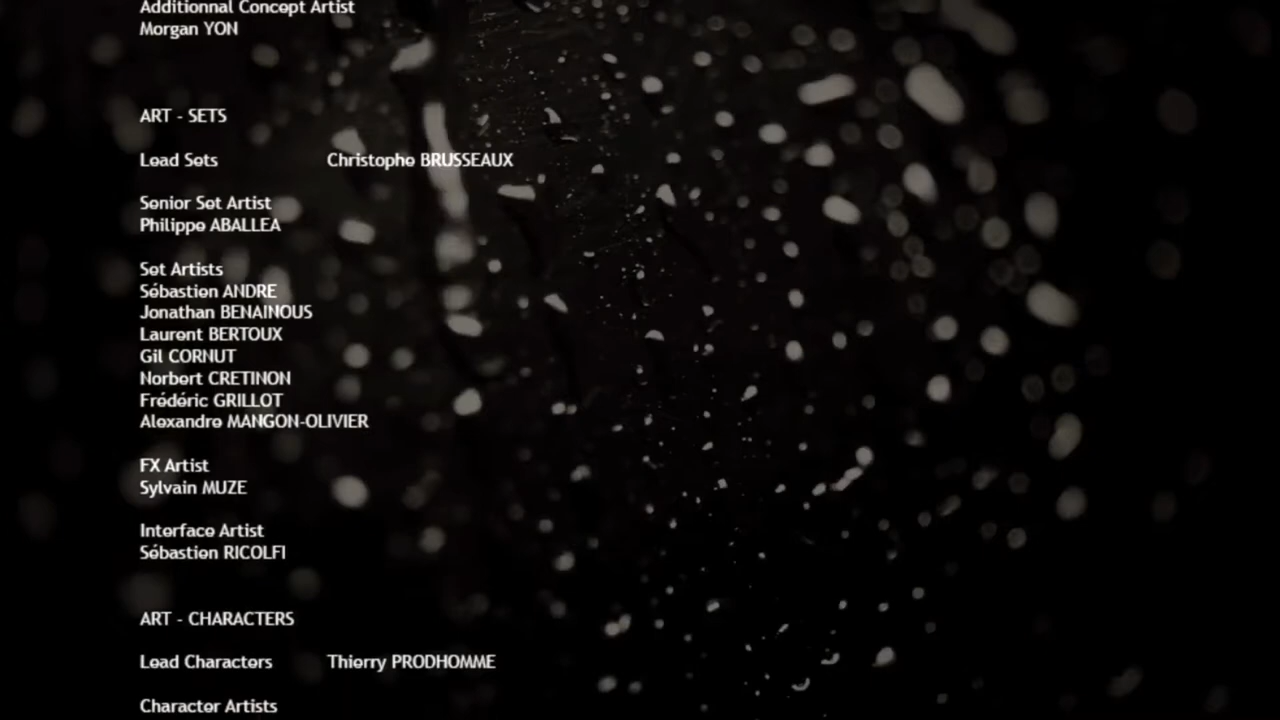 Additionnal Concept Artist
Morgan YON
ART - SETS
Lead Sets Christophe BRUSSEAUX
Senior Set Artist
Philippe ABALLEA
Set Artists
Sébastien ANDRE
Jonathan BENAINOUS
Laurent BERTOUX
Gil CORNUT
Norbert CRETINON
Frédéric GRILLOT
Alexandre MANGON-OLIVIER
FX Artist
Sylvain MUZE
Interface Artist
Sébastien RICOLFI
ART - CHARACTERS
Lead Characters Thierry PRODHOMME
Character Artists